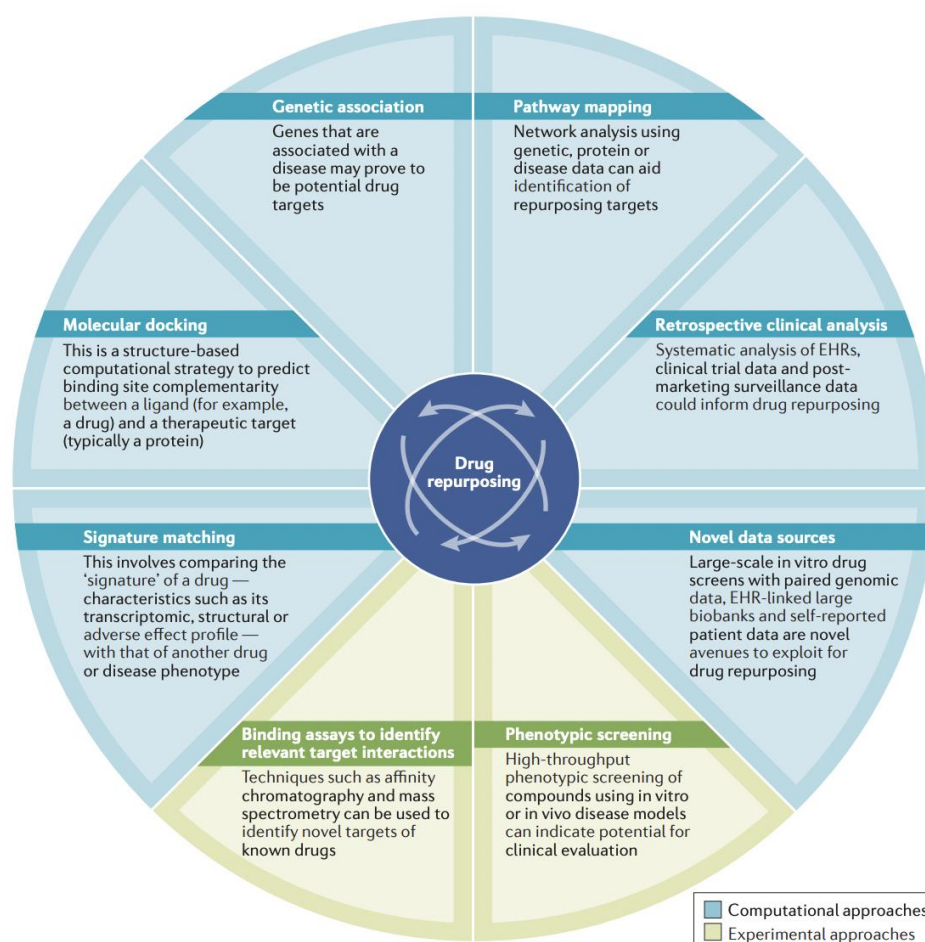 Genetic association
Genes that are
associated with a
disease may prove to
be potential drug
targets
Pathway mapping
Network analysis using
genetic, protein or
disease data can aid
identification of
repurposing targets
Molecular docking
This is a structure-based
computational strategy to predict
binding site complementarity
between a ligand (for example,
a drug) and a therapeutic target
(typically a protein)
Retrospective clinical analysis
Systematic analysis of EHRs,
clinical trial data and post-
marketing surveillance data
could inform drug repurposing
Drug
repurposing
Signature matching
This involves comparing the
‘signature’ of a drug —
characteristics such as its
transcriptomic, structural or
adverse effect profile —
with that of another drug
or disease phenotype
Novel data sources
Large-scale in vitro drug
screens with paired genomic
data, EHR-linked large
biobanks and self-reported
patient data are novel
avenues to exploit for
drug repurposing
Binding assays to identify
relevant target interactions
Techniques such as affinity
chromatography and mass
spectrometry can be used to
identify novel targets of
known drugs
Phenotypic screening
High-throughput
phenotypic screening of
compounds using in vitro
or in vivo disease models
can indicate potential for
clinical evaluation
Computational approaches
Experimental approaches